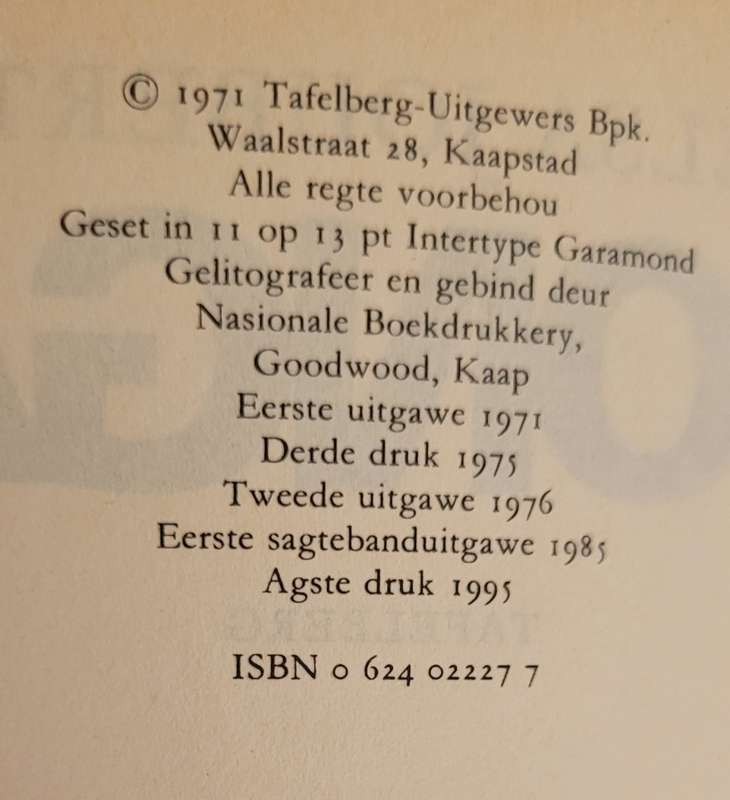 © 1971 Tafelberg-Uitgewers Bpk.
Waalstraat 28, Kaapstad
Alle regte voorbehou
Geset in 11 op 13 pt Intertype Garamond
Gelitografeer en gebind deur
Nasionale Boekdrukkery,
Goodwood, Kaap
Eerste uitgawe 1971
Derde druk 1975
Tweede uitgawe 1976
Eerste sagtebanduitgawe 1985
Agste druk 1995
ISBN 0 624 02227 7